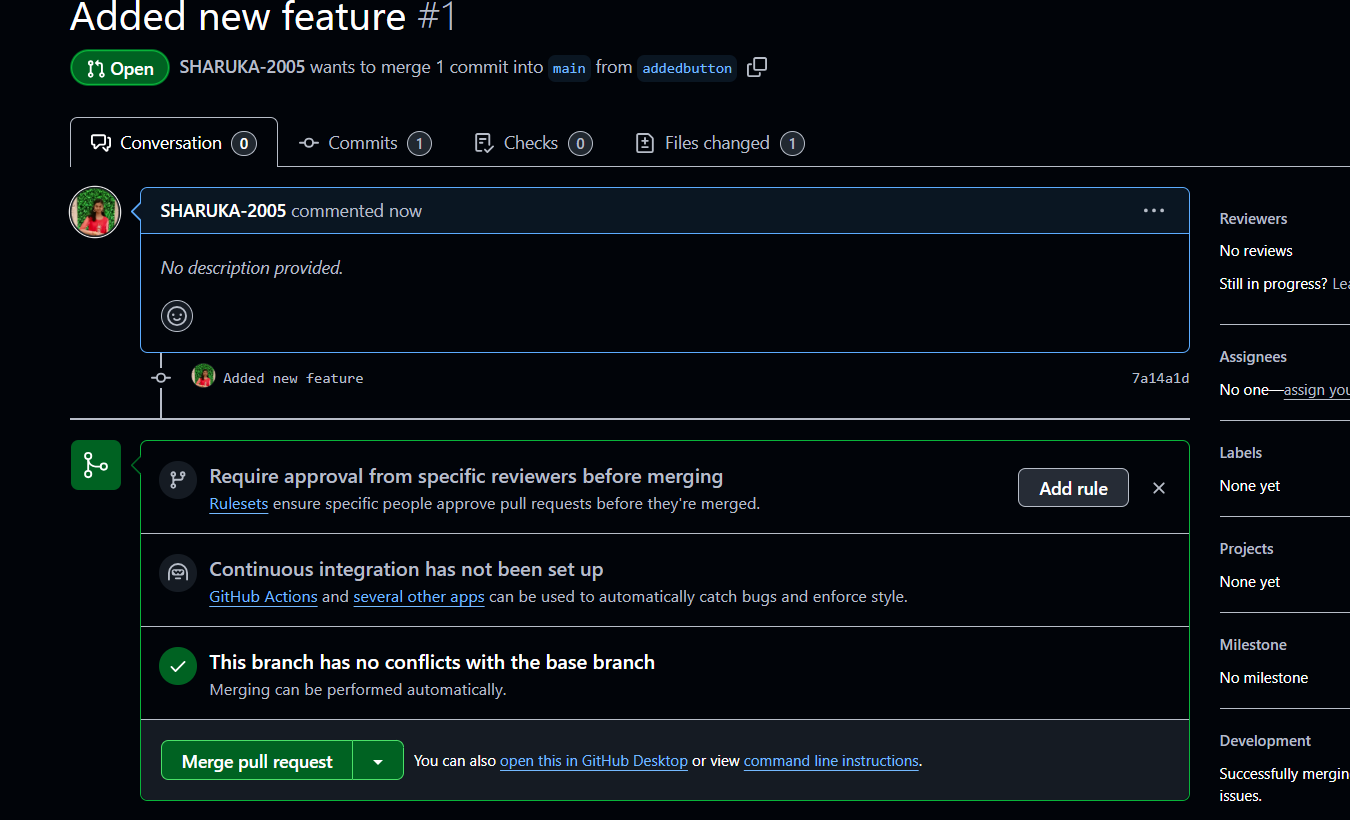 Added new feature #1
Open SHARUKA-2005 wants to merge 1 commit into main from addedbutton
Conversation 0 Commits 1 Checks 0 Files changed 1
SHARUKA-2005 commented now
No description provided.
Added new feature 7a14a1d
Require approval from specific reviewers before merging
Rulesets ensure specific people approve pull requests before they're merged.
Add rule
Continuous integration has not been set up
GitHub Actions and several other apps can be used to automatically catch bugs and enforce style.
This branch has no conflicts with the base branch
Merging can be performed automatically.
Merge pull request You can also open this in GitHub Desktop or view command line instructions.
Reviewers
No reviews
Still in progress?
Assignees
No one—assign
Labels
None yet
Projects
None yet
Milestone
No milestone
Development
Successfully
issues.